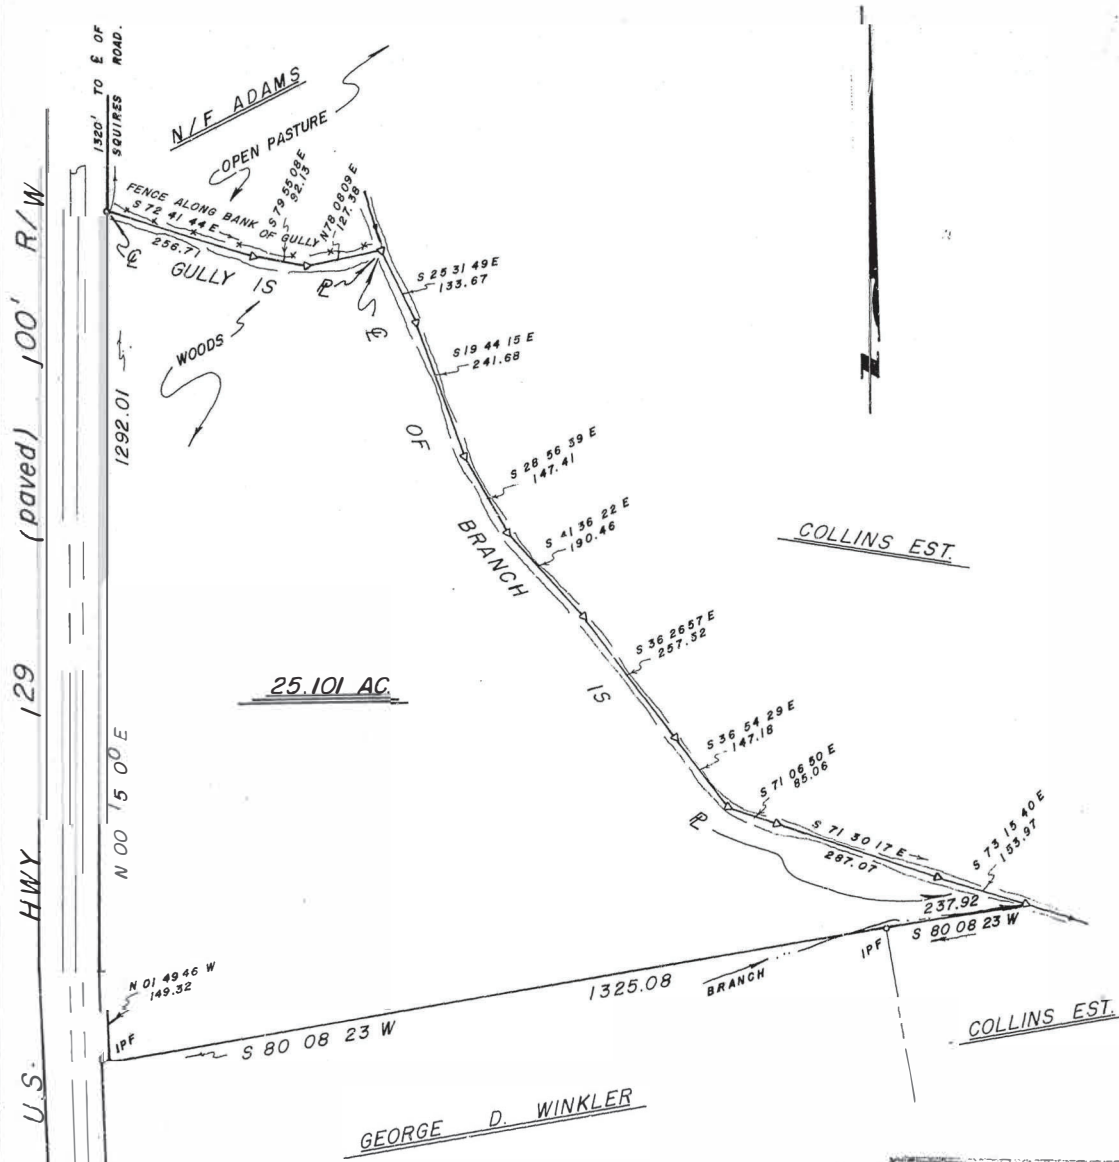 1320' TO ℄ OF
SQUIRES ROAD.
N/F ADAMS
OPEN PASTURE
FENCE ALONG BANK OF GULLY
S 72 41 44 E
256.71
S 79 55 08 E
92.13
N78 08 09 E
127.38
℄
GULLY IS
℄
OF
BRANCH
IS
℄
WOODS
S 25 31 49 E
133.67
S 19 44 15 E
241.68
S 28 56 39 E
147.41
S 41 36 22 E
190.46
S 36 26 57 E
257.52
S 36 54 29 E
147.18
S 71 06 50 E
85.06
S 71 30 17 E
287.07
S 73 15 40 E
153.97
N
COLLINS EST.
25.101 AC.
U.S. HWY 129 (paved) 100' R/W
1292.01
N 00 15 00 E
N 01 49 46 W
149.32
IPF
S 80 08 23 W
1325.08
BRANCH
IPF
237.92
S 80 08 23 W
COLLINS EST.
GEORGE D. WINKLER